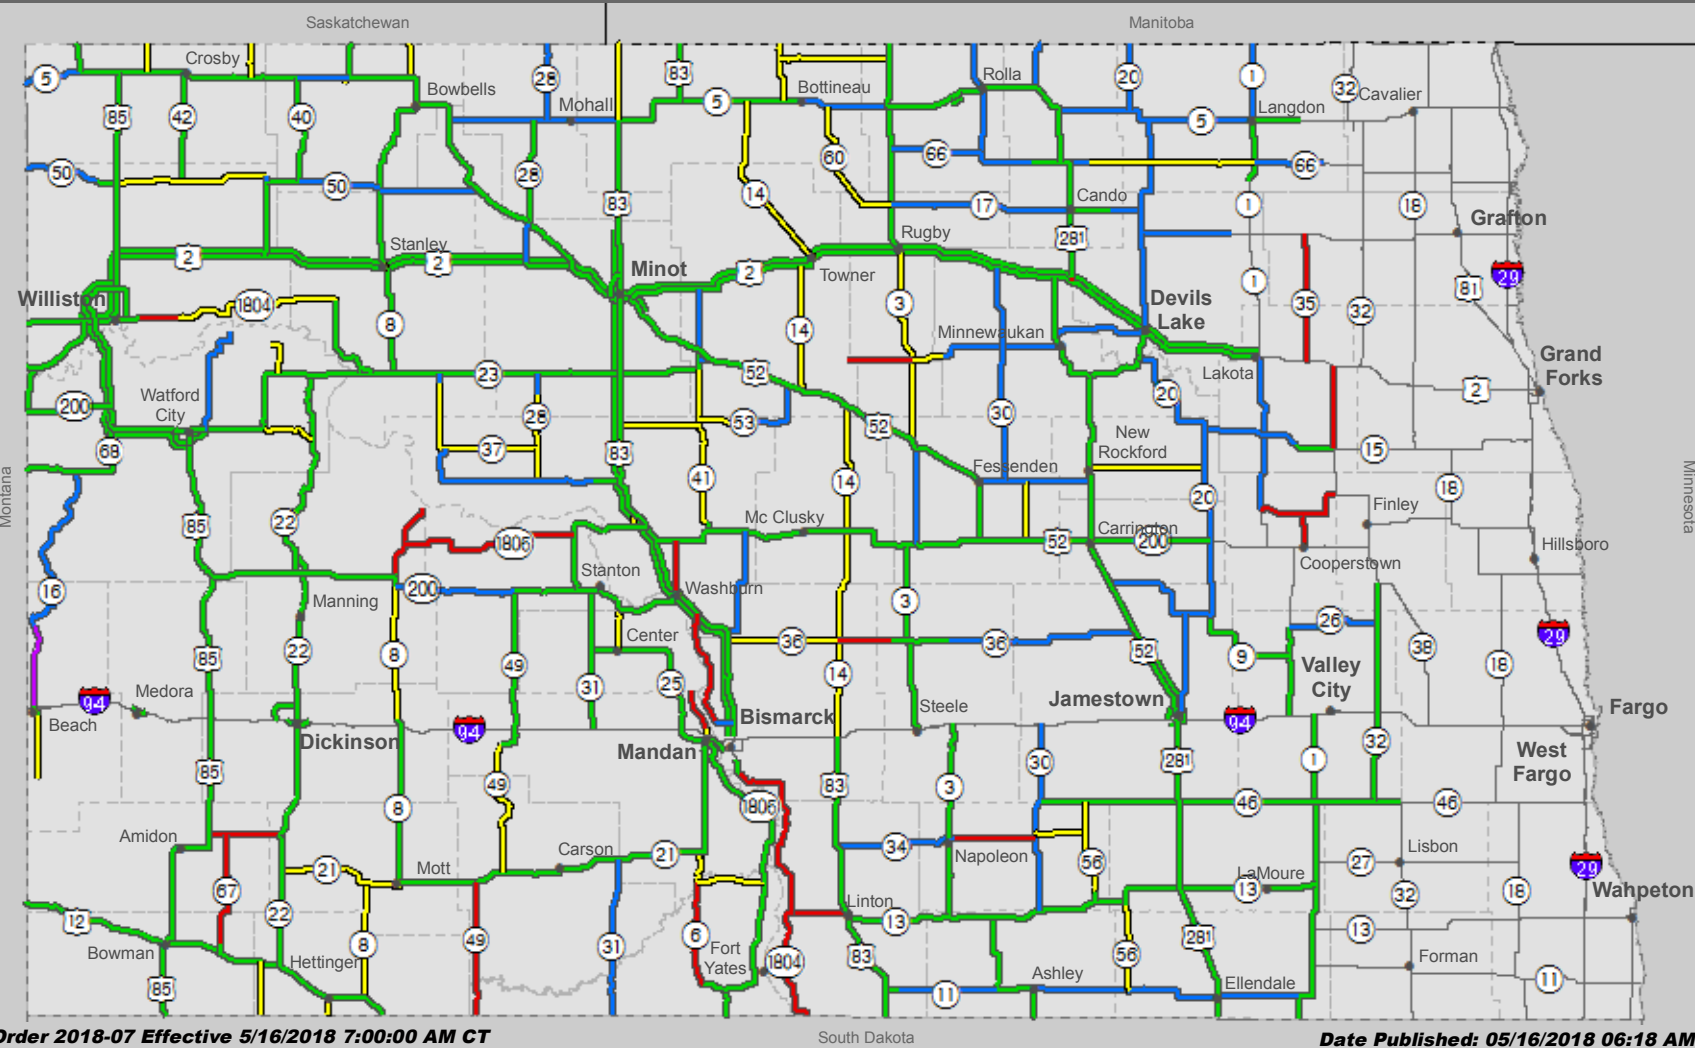 Saskatchewan
Manitoba
Crosby
5
28
83
Rolla
20
1
32
Bowbells
Mohall
5
Bottineau
Cavalier
85
42
40
Langdon
5
50
50
28
60
66
66
83
14
17
Cando
1
18
Grafton
Stanley
Rugby
281
2
2
Minot
2
Towner
1
81
29
Williston
1804
8
14
3
Devils
Lake
35
32
Minnewaukan
23
52
Lakota
Grand
Forks
200
Watford
City
28
53
52
30
20
2
68
37
83
New
Rockford
15
Montana
41
14
Fessenden
20
18
Minnesota
85
22
1806
Mc Clusky
52
Carrington
200
Finley
Hillsboro
16
Stanton
Cooperstown
200
Washburn
Manning
3
26
Center
36
36
29
85
22
8
49
31
25
14
52
9
Valley
City
38
18
94
Medora
Steele
Jamestown
94
Beach
Dickinson
94
Bismarck
Fargo
Mandan
85
49
83
3
30
281
1
32
West
Fargo
8
1806
46
46
Amidon
Carson
21
34
Napoleon
56
27
Lisbon
21
Mott
LaMoure
13
29
67
32
18
Wahpeton
12
22
Linton
13
13
Bowman
8
49
31
6
Fort
Yates
1804
83
56
281
Forman
Hettinger
85
Ashley
11
Ellendale
11
Order 2018-07 Effective 5/16/2018 7:00:00 AM CT
South Dakota
Date Published: 05/16/2018 06:18 AM